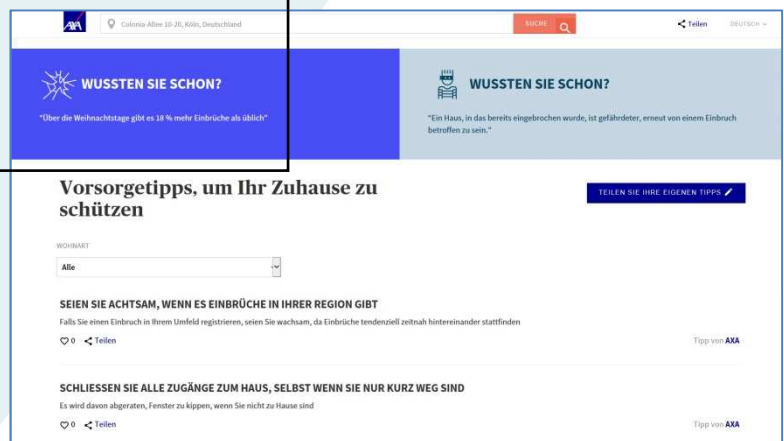 AXA
Colonia-Allee 10-20, Köln, Deutschland
SUCHE
Teilen
DEUTSCH
WUSSTEN SIE SCHON?
"Über die Weihnachtstage gibt es 18 % mehr Einbrüche als üblich"
WUSSTEN SIE SCHON?
"Ein Haus, in das bereits eingebrochen wurde, ist gefährdeter, erneut von einem Einbruch
betroffen zu sein."
Vorsorgetipps, um Ihr Zuhause zu
schützen
TEILEN SIE IHRE EIGENEN TIPPS
WOHNART
Alle
SEIEN SIE ACHTSAM, WENN ES EINBRÜCHE IN IHRER REGION GIBT
Falls Sie einen Einbruch in Ihrem Umfeld registrieren, seien Sie wachsam, da Einbrüche tendenziell zeitnah hintereinander stattfinden
0 Teilen
Tipp von AXA
SCHLIESSEN SIE ALLE ZUGÄNGE ZUM HAUS, SELBST WENN SIE NUR KURZ WEG SIND
Es wird davon abgeraten, Fenster zu kippen, wenn Sie nicht zu Hause sind
0 Teilen
Tipp von AXA